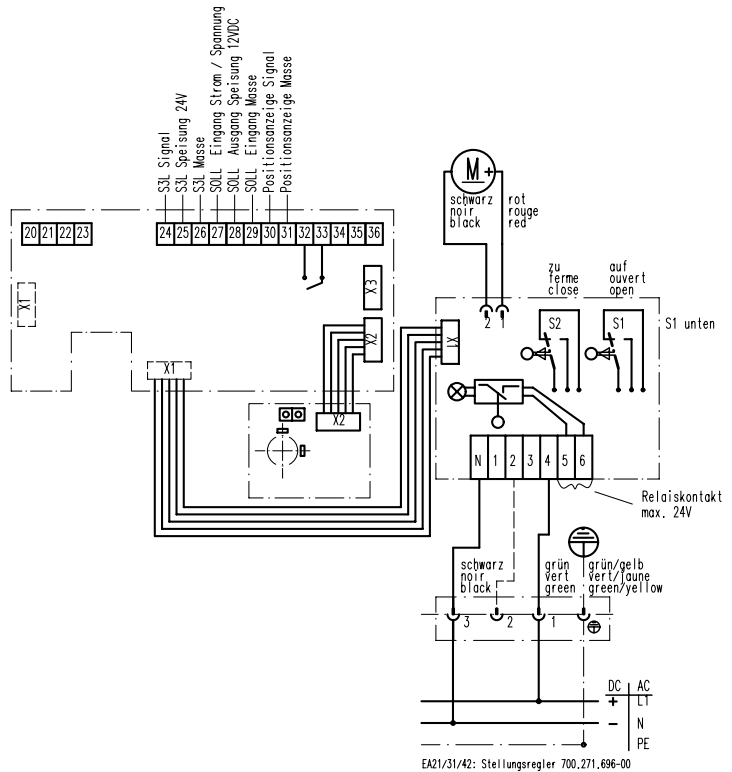 S3L Signal
S3L Speisung 24V
S3L Masse
SOLL Eingang Strom / Spannung
SOLL Ausgang Speisung 12VDC
SOLL Eingang Masse
Positionsanzeige Signal
Positionsanzeige Masse
20 21 22 23
24 25 26 27 28 29 30 31 32 33 34 35 36
X1
X3
X2
X1
X2
M +
schwarz
noir
black
rot
rouge
red
zu
ferme
close
auf
ouvert
open
2 1
S2
S1
S1 unten
X1
N 1 2 3 4 5 6
Relaiskontakt
max. 24V
schwarz
noir
black
grün
vert
green
grün/gelb
vert/jaune
green/yellow
3 2 1
DC AC
+ L1
– N
PE
EA21/31/42: Stellungsregler 700.271.696-00